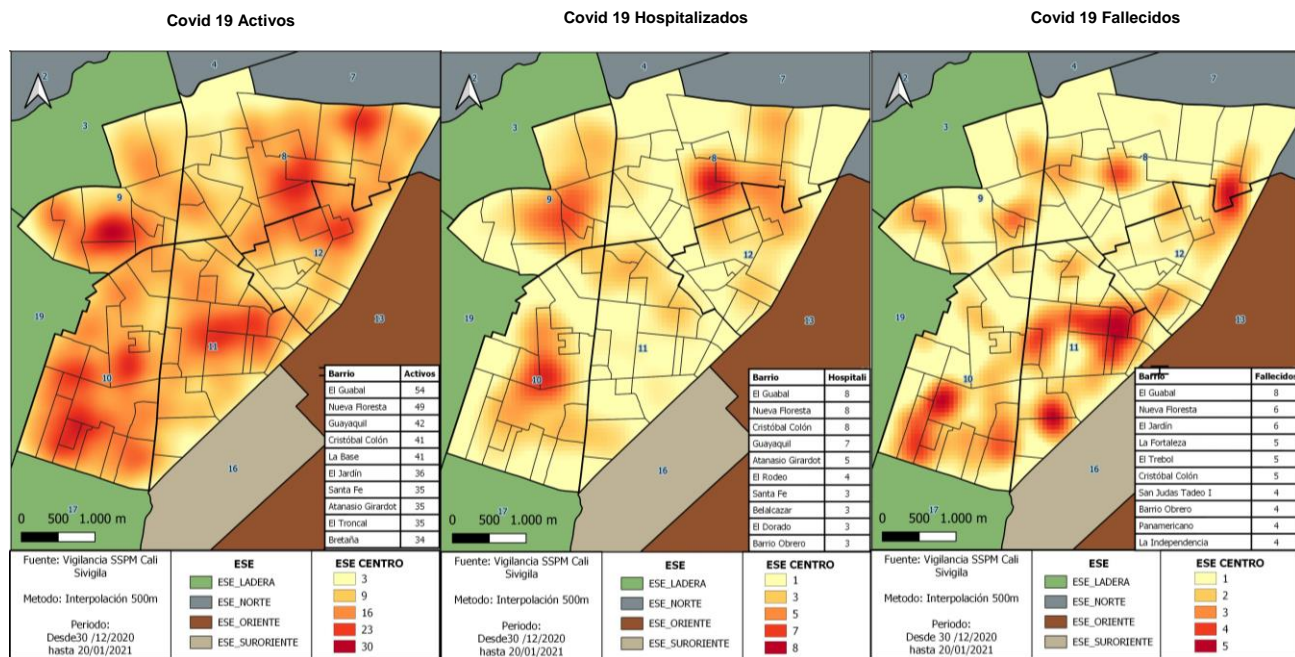 Covid 19 Activos
2
4
7
3
8
9
12
19
13
11
10
16
17
Barrio Activos
El Guabal 54
Nueva Floresta 49
Guayaquil 42
Cristóbal Colón 41
La Base 41
El Jardín 36
Santa Fe 35
Atanasio Girardot 35
El Troncal 35
Bretaña 34
0 500 1.000 m
Fuente: Vigilancia SSPM Cali
Sivigila
Metodo: Interpolación 500m
Periodo:
Desde30 /12/2020
hasta 20/01/2021
ESE
ESE_LADERA
ESE_NORTE
ESE_ORIENTE
ESE_SURORIENTE
ESE CENTRO
3
9
16
23
30
Covid 19 Hospitalizados
4
7
3
8
9
12
19
13
11
10
16
17
Barrio Hospitali
El Guabal 8
Nueva Floresta 8
Cristóbal Colón 8
Guayaquil 7
Atanasio Girardot 5
El Rodeo 4
Santa Fe 3
Belalcazar 3
El Dorado 3
Barrio Obrero 3
0 500 1.000 m
Fuente: Vigilancia SSPM Cali
Sivigila
Metodo: Interpolación 500m
Periodo:
Desde30 /12/2020
hasta 20/01/2021
ESE
ESE_LADERA
ESE_NORTE
ESE_ORIENTE
ESE_SURORIENTE
ESE CENTRO
1
3
5
7
8
Covid 19 Fallecidos
4
7
3
8
9
12
19
13
11
10
16
17
Barrio Fallecidos
El Guabal 8
Nueva Floresta 6
El Jardín 6
La Fortaleza 5
El Trebol 5
Cristóbal Colón 5
San Judas Tadeo I 4
Barrio Obrero 4
Panamericano 4
La Independencia 4
0 500 1.000 m
Fuente: Vigilancia SSPM Cali
Sivigila
Metodo: Interpolación 500m
Periodo:
Desde 30 /12/2020
hasta 20/01/2021
ESE
ESE_LADERA
ESE_NORTE
ESE_ORIENTE
ESE_SURORIENTE
ESE CENTRO
1
2
3
4
5